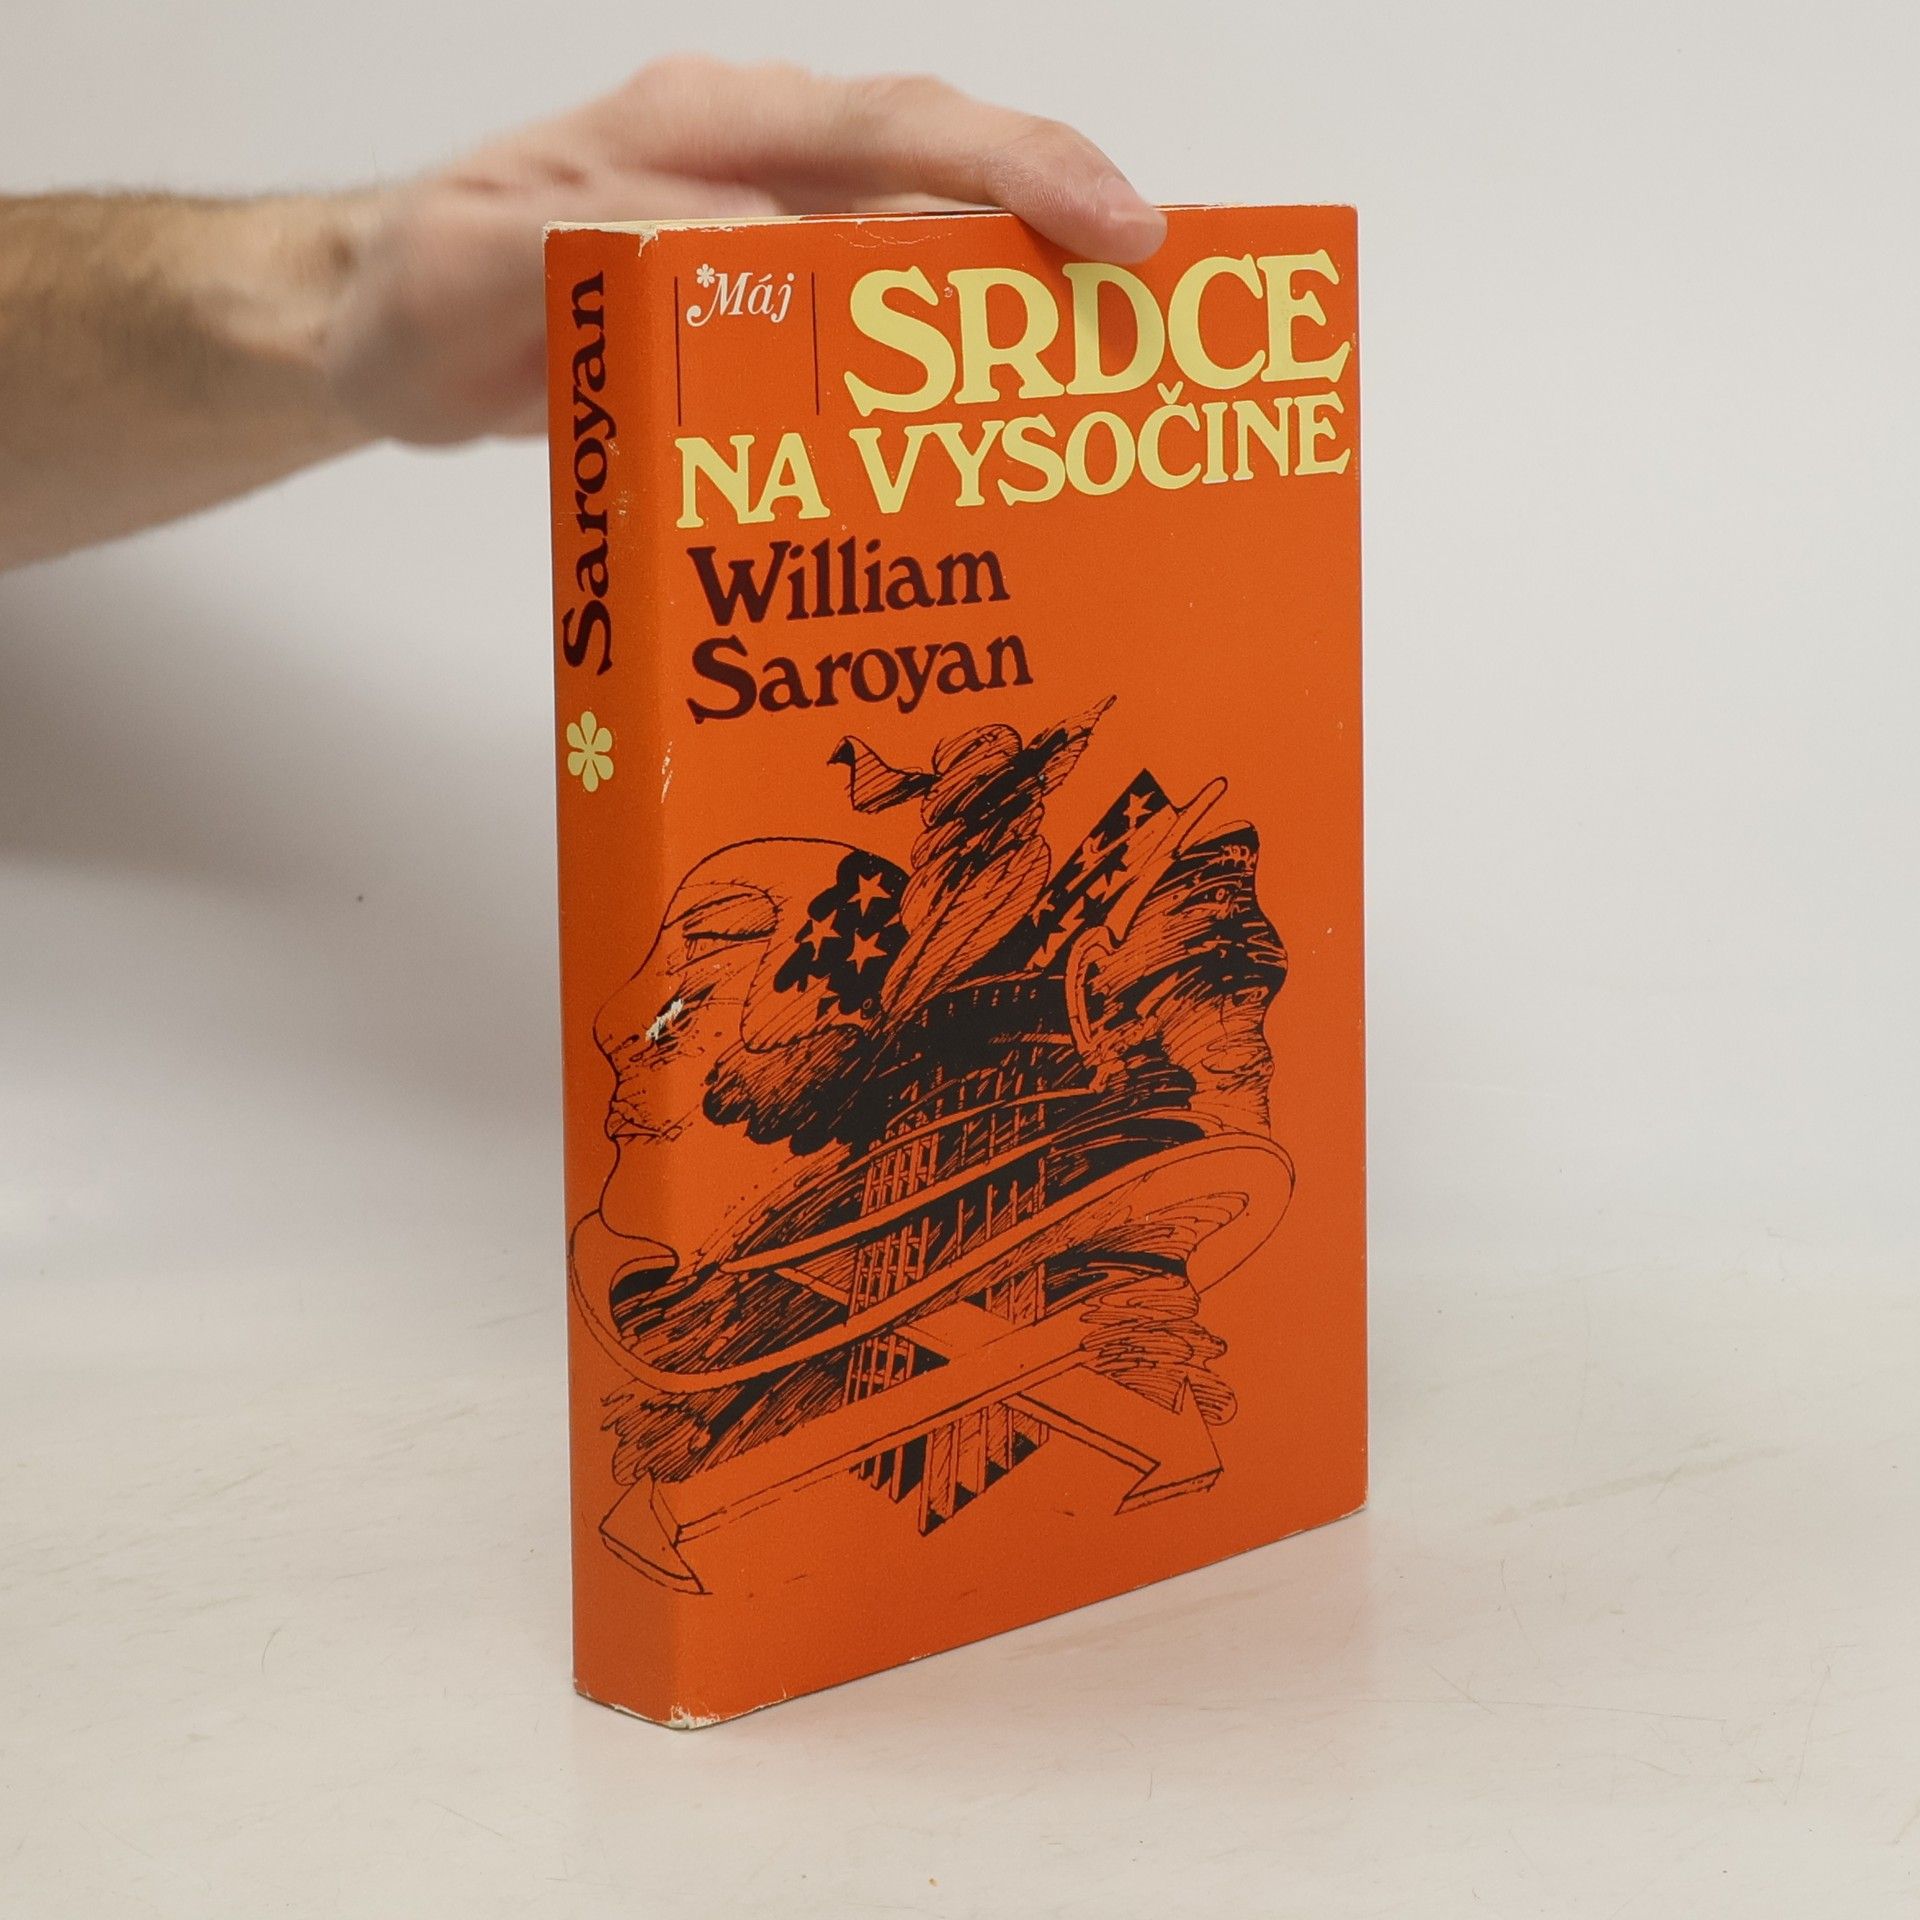 Saroyan
*Máj
SRDCE
NA VYSOČINE
William
Saroyan